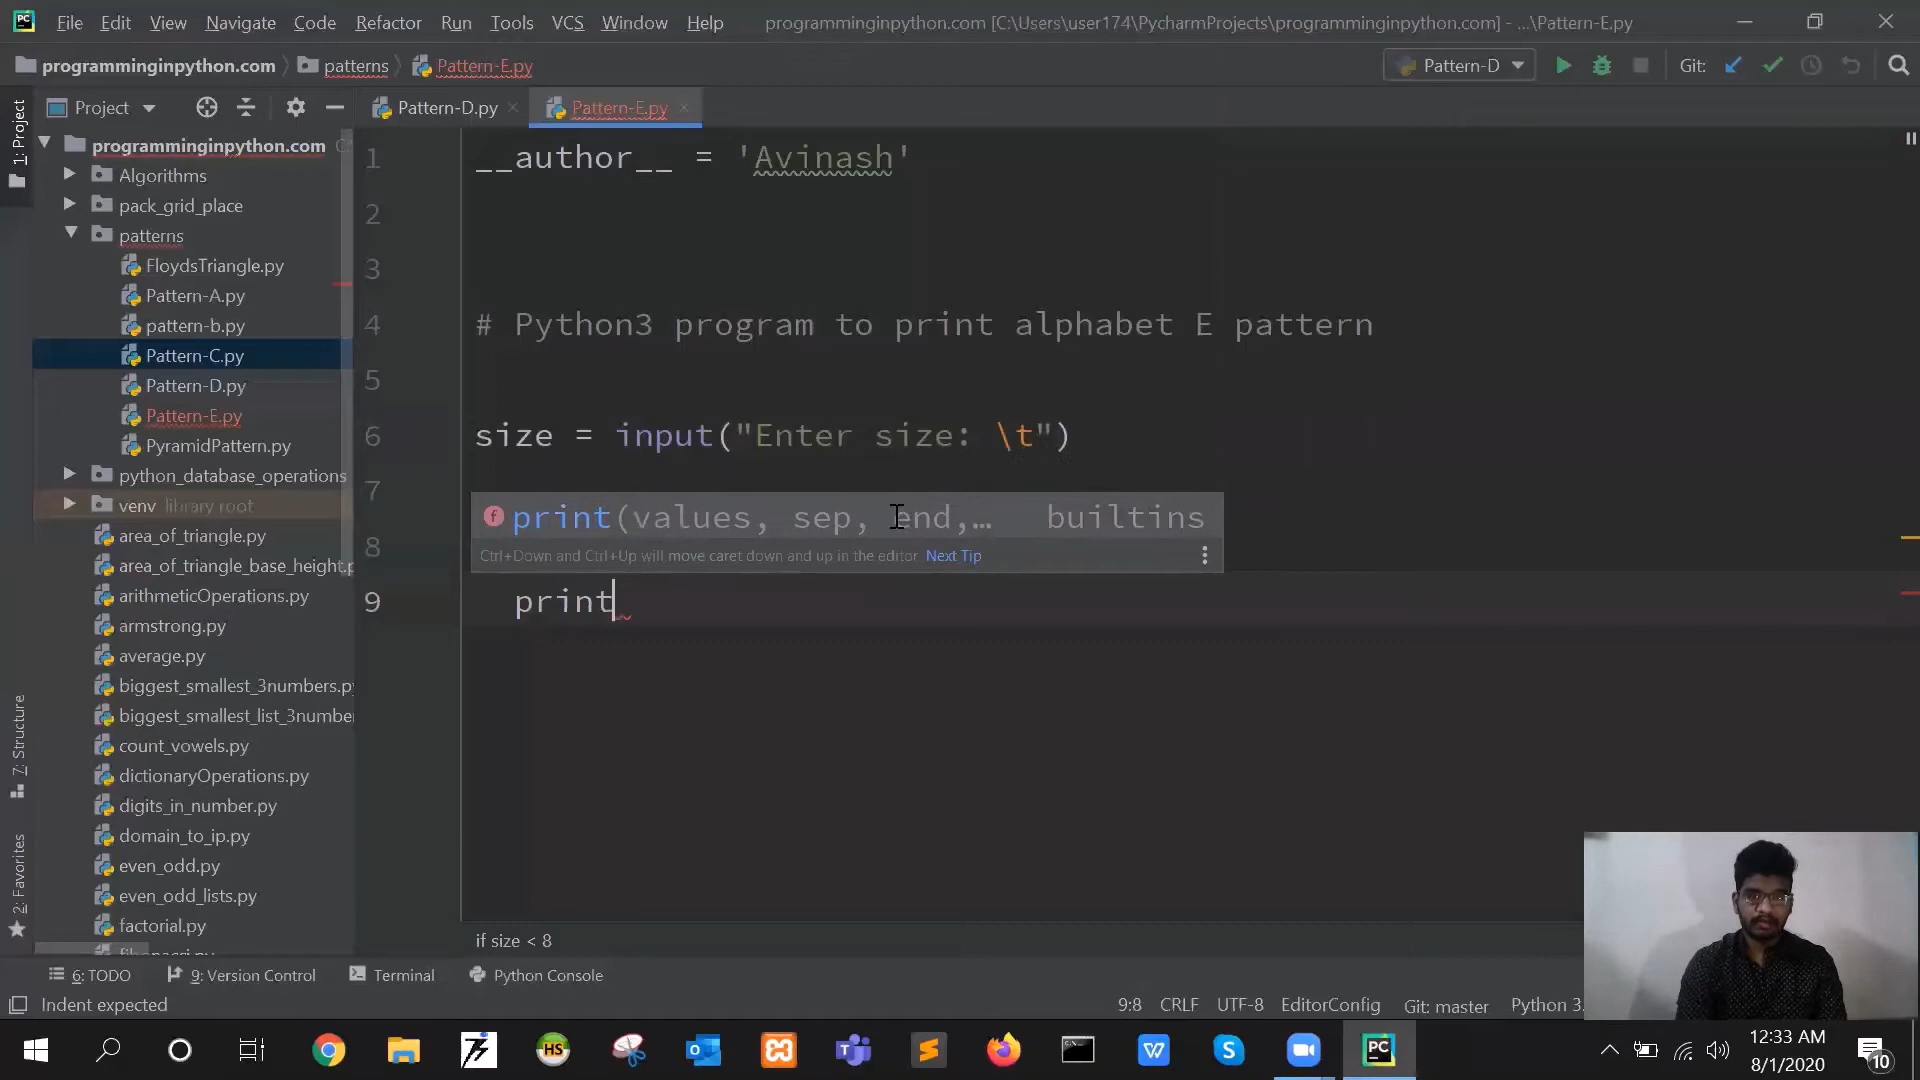 File Edit View Navigate Code Refactor Run Tools VCS Window Help programminginpython.com [C:\Users\user174\PycharmProjects\programminginpython.com] - ...\Pattern-E.py
programminginpython.com patterns Pattern-E.py Pattern-D Git:
Project Pattern-D.py Pattern-E.py
1: Project
programminginpython.com
Algorithms
pack_grid_place
patterns
FloydsTriangle.py
Pattern-A.py
pattern-b.py
Pattern-C.py
Pattern-D.py
Pattern-E.py
PyramidPattern.py
python_database_operations
venv library root
area_of_triangle.py
area_of_triangle_base_height.p
arithmeticOperations.py
armstrong.py
average.py
biggest_smallest_3numbers.py
biggest_smallest_list_3number
count_vowels.py
dictionaryOperations.py
digits_in_number.py
domain_to_ip.py
even_odd.py
even_odd_lists.py
factorial.py
7: Structure
2: Favorites
1 __author__ = 'Avinash'
2
3
4 # Python3 program to print alphabet E pattern
5
6 size = input("Enter size: \t")
7
print(values, sep, end,… builtins
8
Ctrl+Down and Ctrl+Up will move caret down and up in the editor Next Tip
9 print
if size < 8
6: TODO 9: Version Control Terminal Python Console
Indent expected 9:8 CRLF UTF-8 EditorConfig Git: master Python 3.
12:33 AM
8/1/2020
10